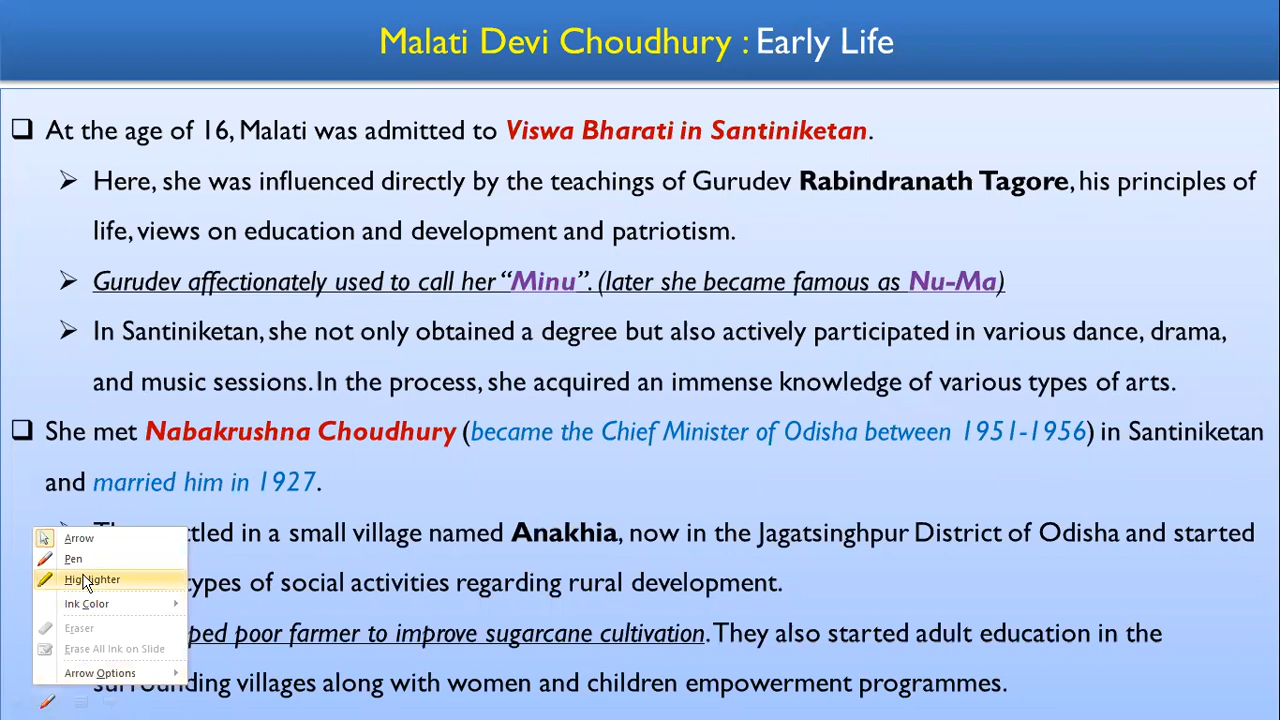 Malati Devi Choudhury : Early Life
At the age of 16, Malati was admitted to Viswa Bharati in Santiniketan.
Here, she was influenced directly by the teachings of Gurudev Rabindranath Tagore, his principles of
life, views on education and development and patriotism.
Gurudev affectionately used to call her “Minu”. (later she became famous as Nu-Ma)
In Santiniketan, she not only obtained a degree but also actively participated in various dance, drama,
and music sessions. In the process, she acquired an immense knowledge of various types of arts.
She met Nabakrushna Choudhury (became the Chief Minister of Odisha between 1951-1956) in Santiniketan
and married him in 1927.
in a small village named Anakhia, now in the Jagatsinghpur District of Odisha and started
types of social activities regarding rural development.
poor farmer to improve sugarcane cultivation. They also started adult education in the
surrounding villages along with women and children empowerment programmes.
Arrow
Pen
Highlighter
Ink Color
Eraser
Erase All Ink on Slide
Arrow Options